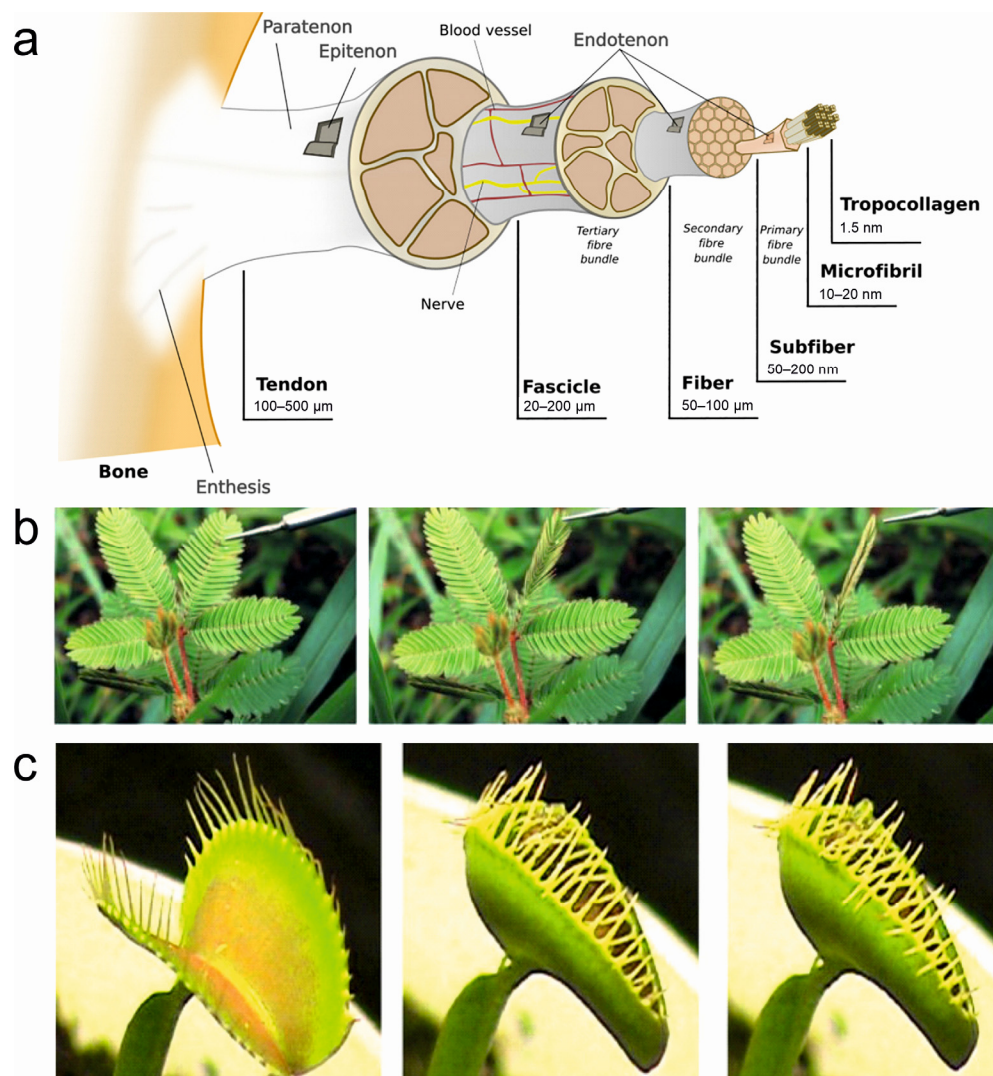 a
Paratenon
Epitenon
Blood vessel
Endotenon
Tropocollagen
1.5 nm
Tertiary
fibre
bundle
Secondary
fibre
bundle
Primary
fibre
bundle
Microfibril
10–20 nm
Nerve
Subfiber
50–200 nm
Tendon
100–500 μm
Fascicle
20–200 μm
Fiber
50–100 μm
Bone
Enthesis
b
c